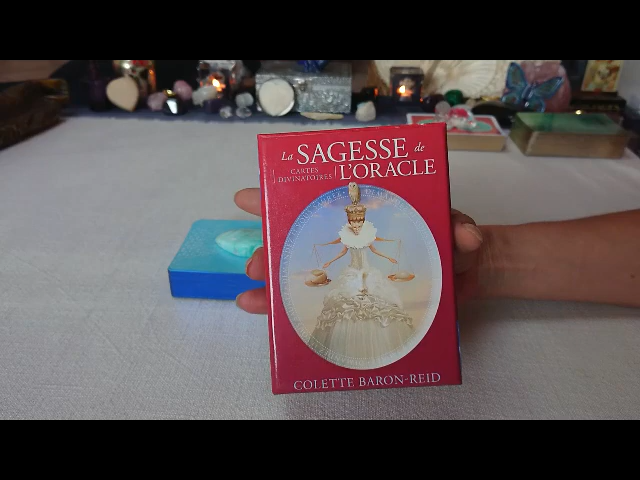 La SAGESSE de
CARTES
DIVINATOIRES
L'ORACLE
COLETTE BARON-REID